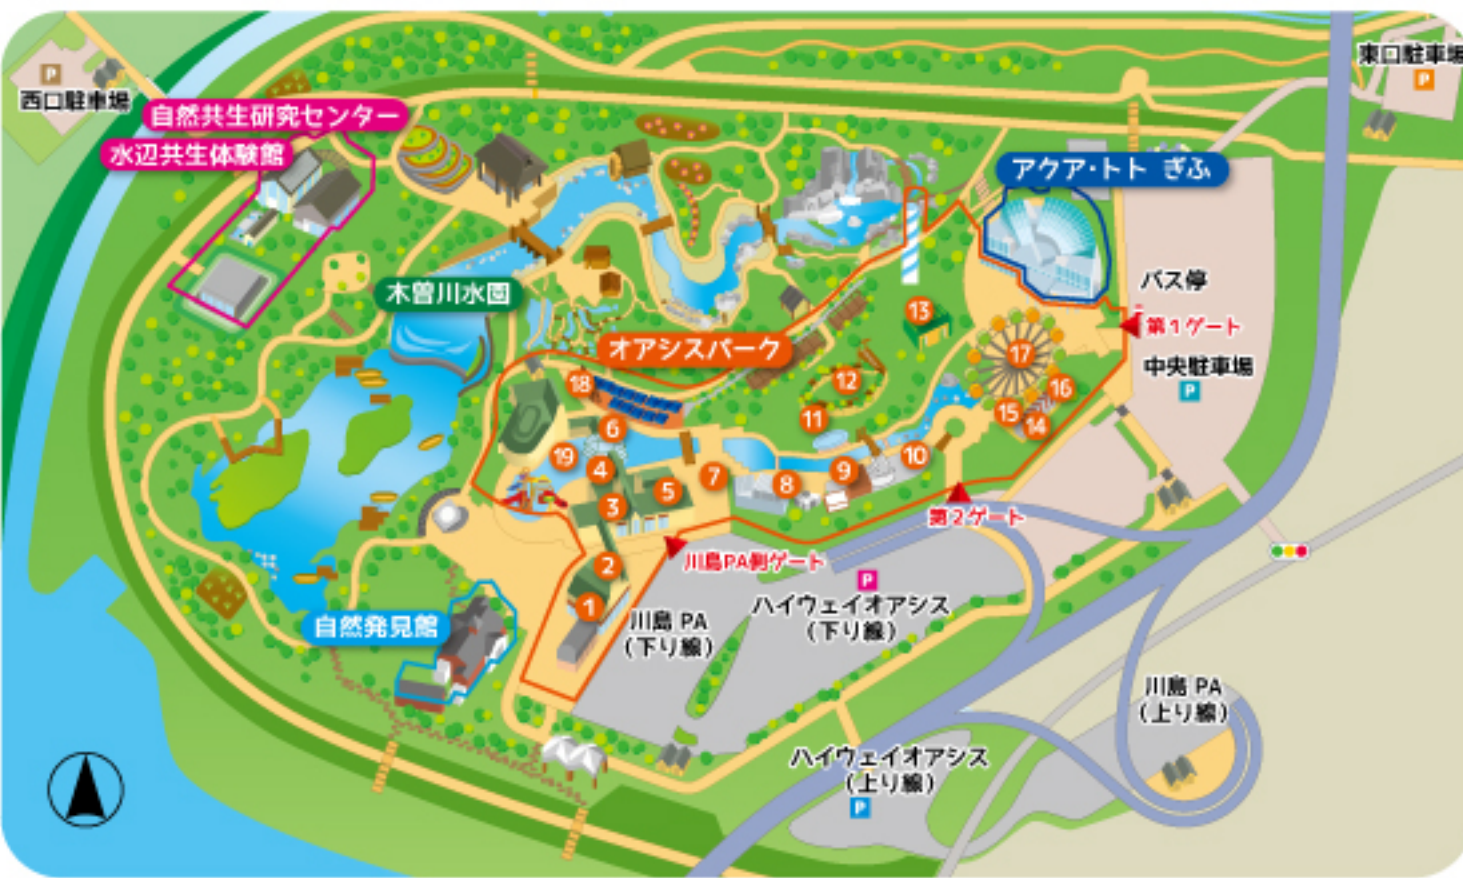 東口駐車場
P
P
西口駐車場
自然共生研究センター
水辺共生体験館
アクア・トト ぎふ
バス停
木曽川水園
第1ゲート
オアシスパーク
中央駐車場
P
13
17
12
18
16
11
15
14
6
19
4
5
7
8
9
10
3
第2ゲート
2
川島PA側ゲート
P
ハイウェイオアシス
(下り線)
1
川島 PA
(下り線)
自然発見館
川島 PA
(上り線)
ハイウェイオアシス
(上り線)
P